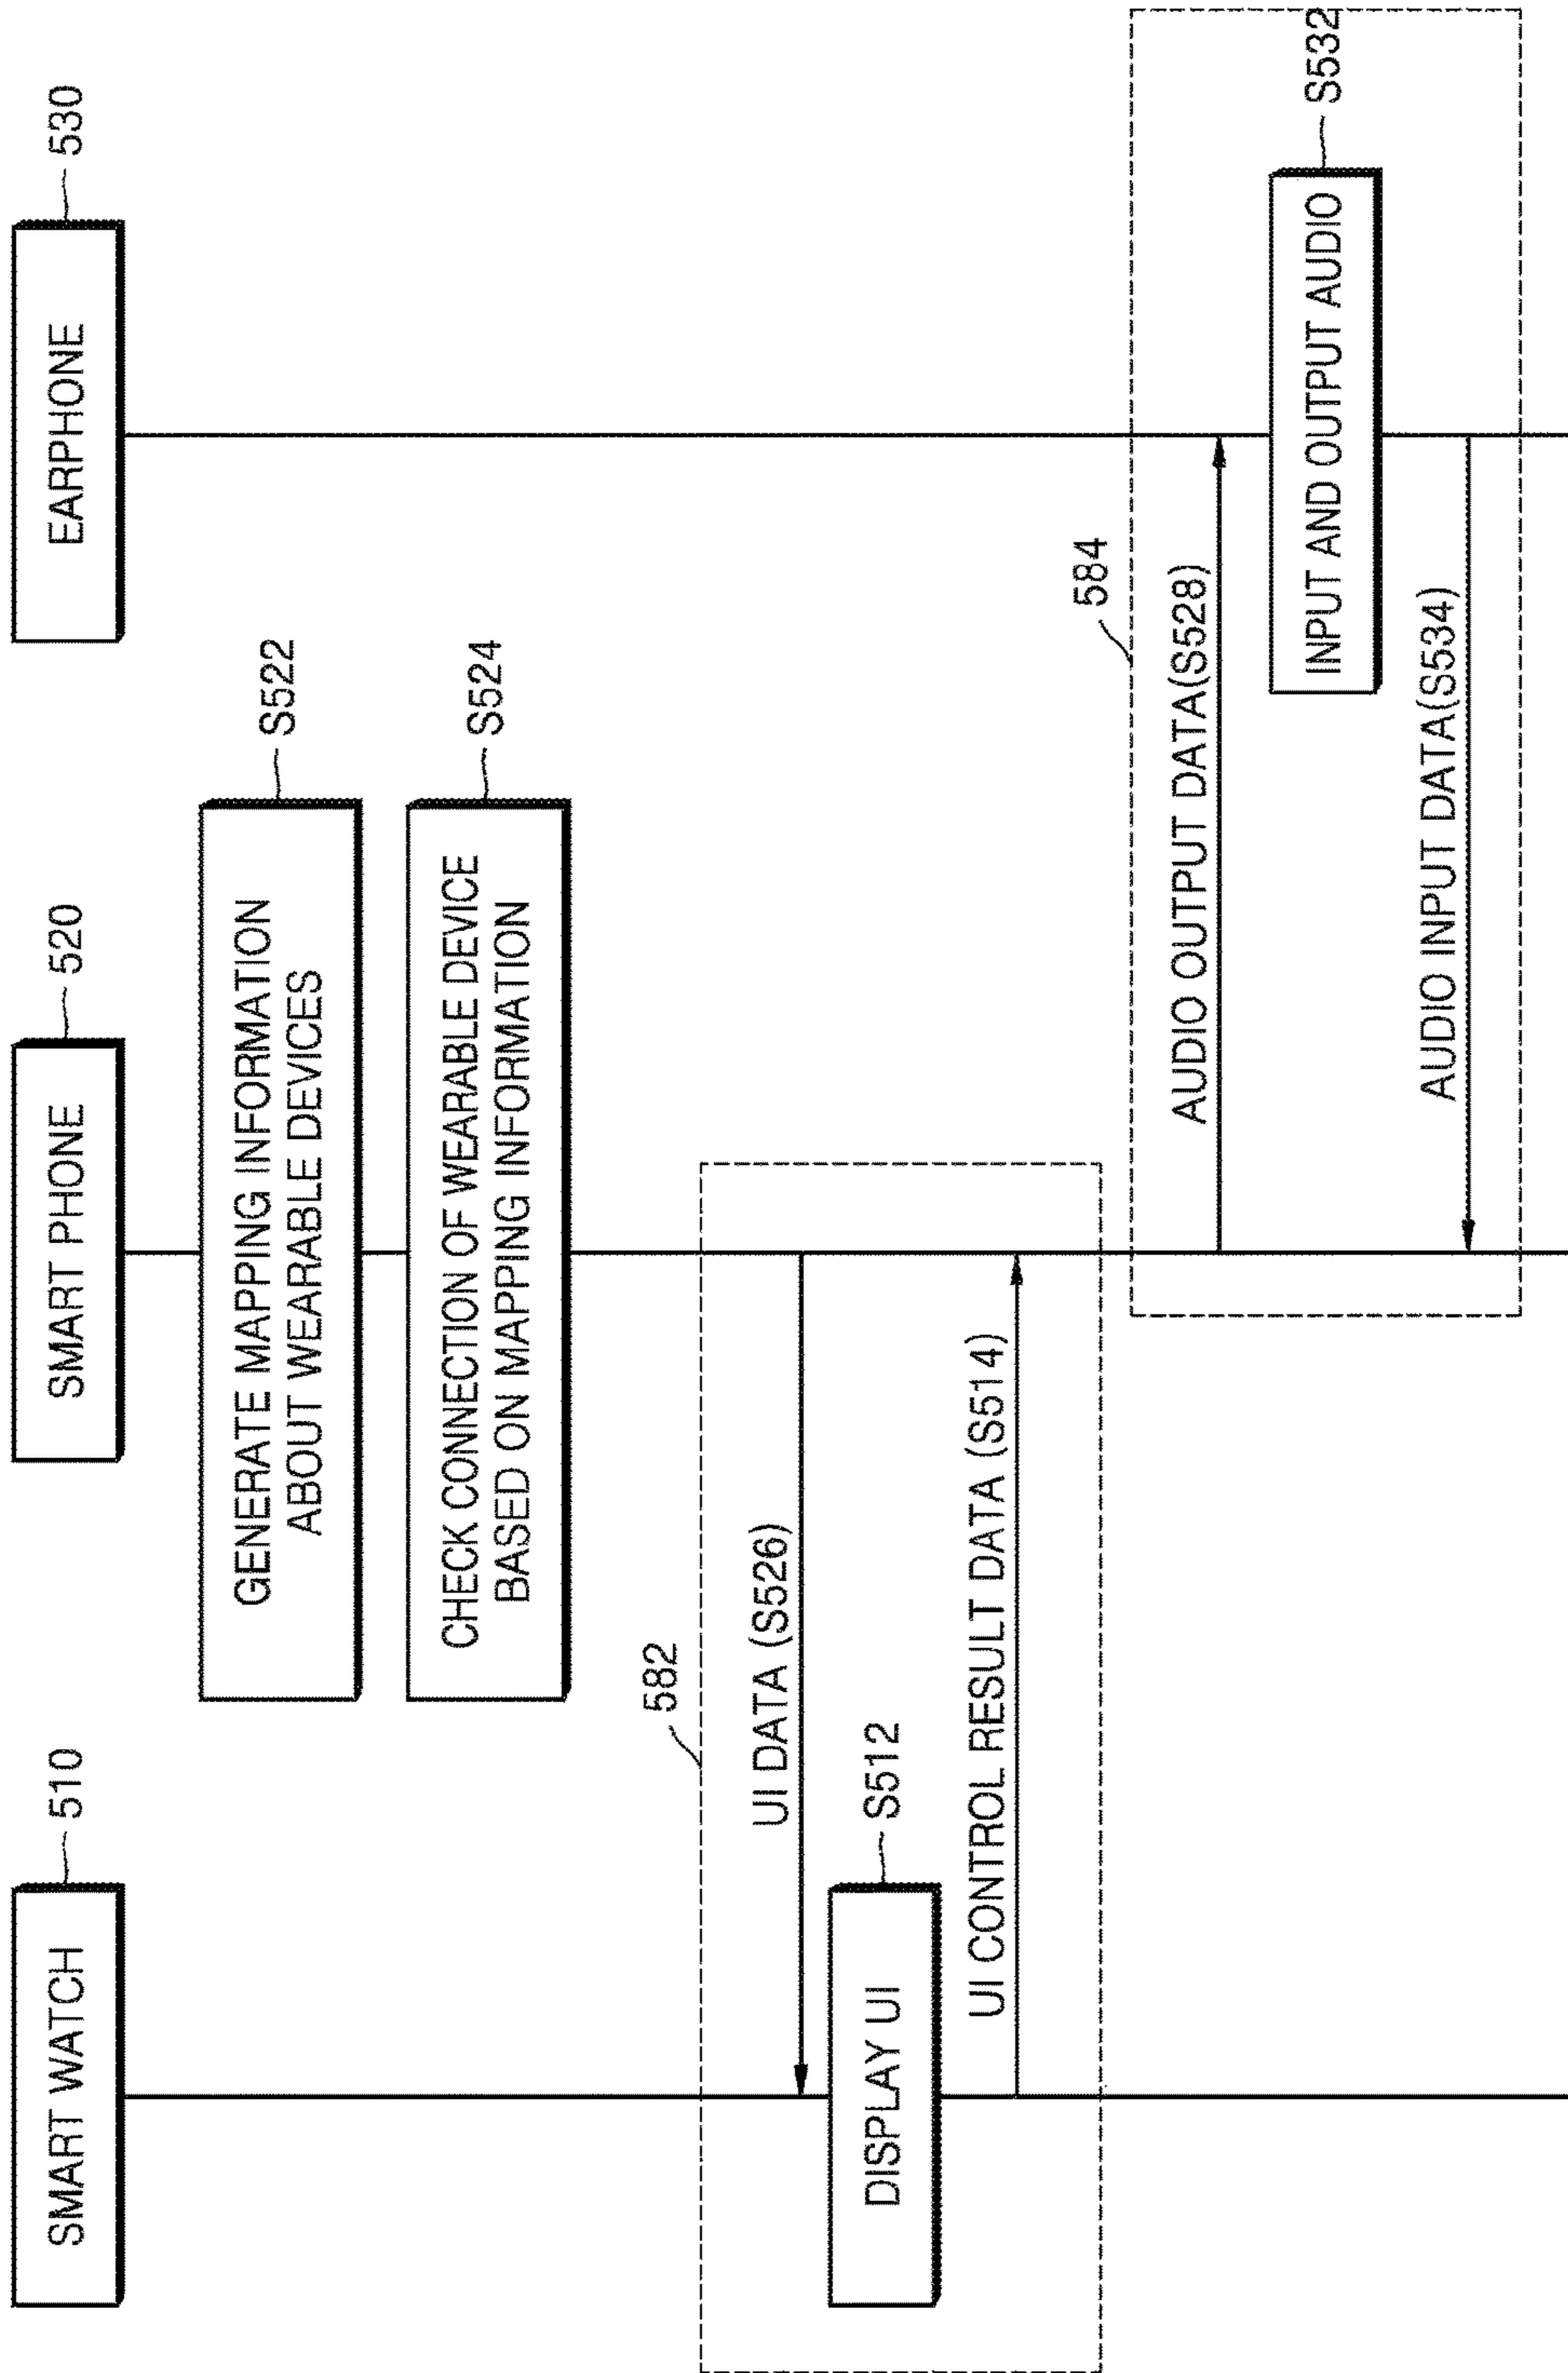 SMART WATCH
510
SMART PHONE
520
EARPHONE
530
GENERATE MAPPING INFORMATION
ABOUT WEARABLE DEVICES
S522
CHECK CONNECTION OF WEARABLE DEVICE
BASED ON MAPPING INFORMATION
S524
582
UI DATA (S526)
DISPLAY UI
S512
UI CONTROL RESULT DATA (S514)
584
AUDIO OUTPUT DATA(S528)
INPUT AND OUTPUT AUDIO
S532
AUDIO INPUT DATA(S534)